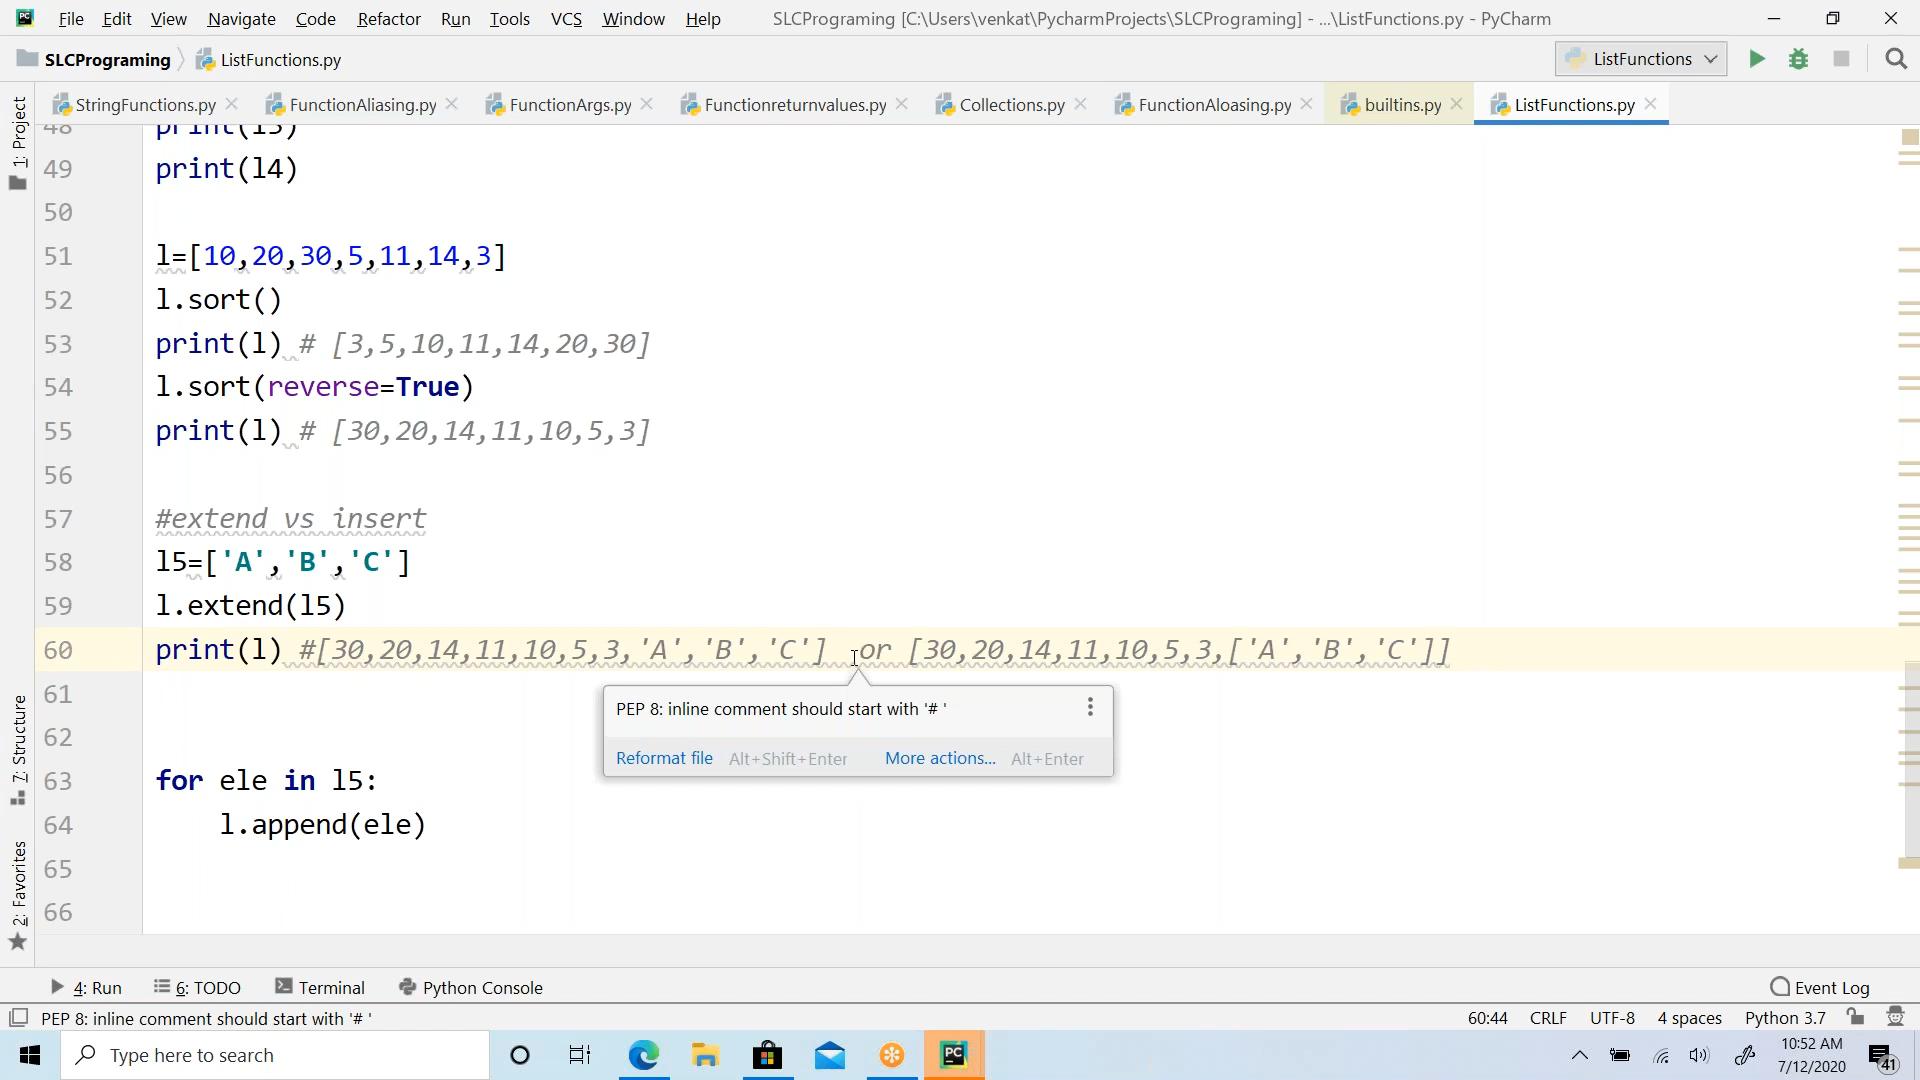 File Edit View Navigate Code Refactor Run Tools VCS Window Help SLCPrograming [C:\Users\venkat\PycharmProjects\SLCPrograming] - ...\ListFunctions.py - PyCharm
SLCPrograming ListFunctions.py ListFunctions
StringFunctions.py FunctionAliasing.py FunctionArgs.py Functionreturnvalues.py Collections.py FunctionAloasing.py builtins.py ListFunctions.py
1: Project
7: Structure
2: Favorites
48 print(l3)
49 print(l4)
50
51 l=[10,20,30,5,11,14,3]
52 l.sort()
53 print(l) # [3,5,10,11,14,20,30]
54 l.sort(reverse=True)
55 print(l) # [30,20,14,11,10,5,3]
56
57 #extend vs insert
58 l5=['A','B','C']
59 l.extend(l5)
60 print(l) #[30,20,14,11,10,5,3,'A','B','C'] or [30,20,14,11,10,5,3,['A','B','C']]
61
PEP 8: inline comment should start with '# '
62
Reformat file Alt+Shift+Enter More actions... Alt+Enter
63 for ele in l5:
64 l.append(ele)
65
66
4: Run 6: TODO Terminal Python Console Event Log
PEP 8: inline comment should start with '# ' 60:44 CRLF UTF-8 4 spaces Python 3.7
Type here to search
PC
10:52 AM
7/12/2020
41